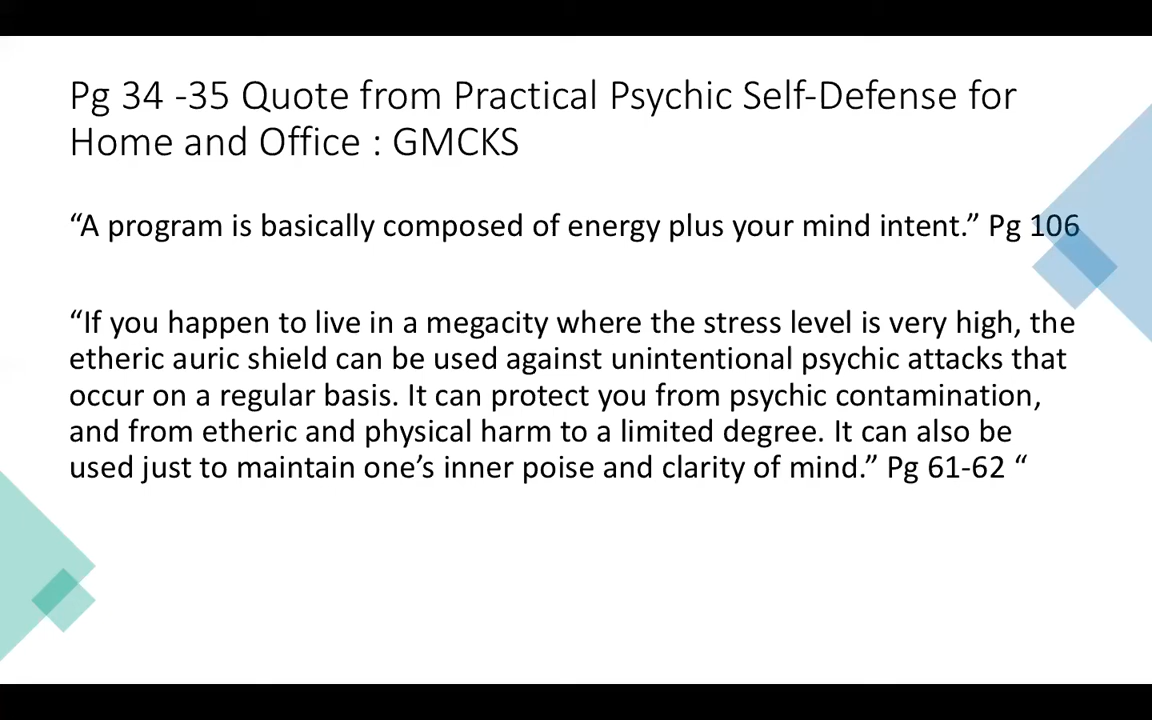 Pg 34 -35 Quote from Practical Psychic Self-Defense for
Home and Office : GMCKS
“A program is basically composed of energy plus your mind intent.” Pg 106
“If you happen to live in a megacity where the stress level is very high, the
etheric auric shield can be used against unintentional psychic attacks that
occur on a regular basis. It can protect you from psychic contamination,
and from etheric and physical harm to a limited degree. It can also be
used just to maintain one’s inner poise and clarity of mind.” Pg 61-62 “